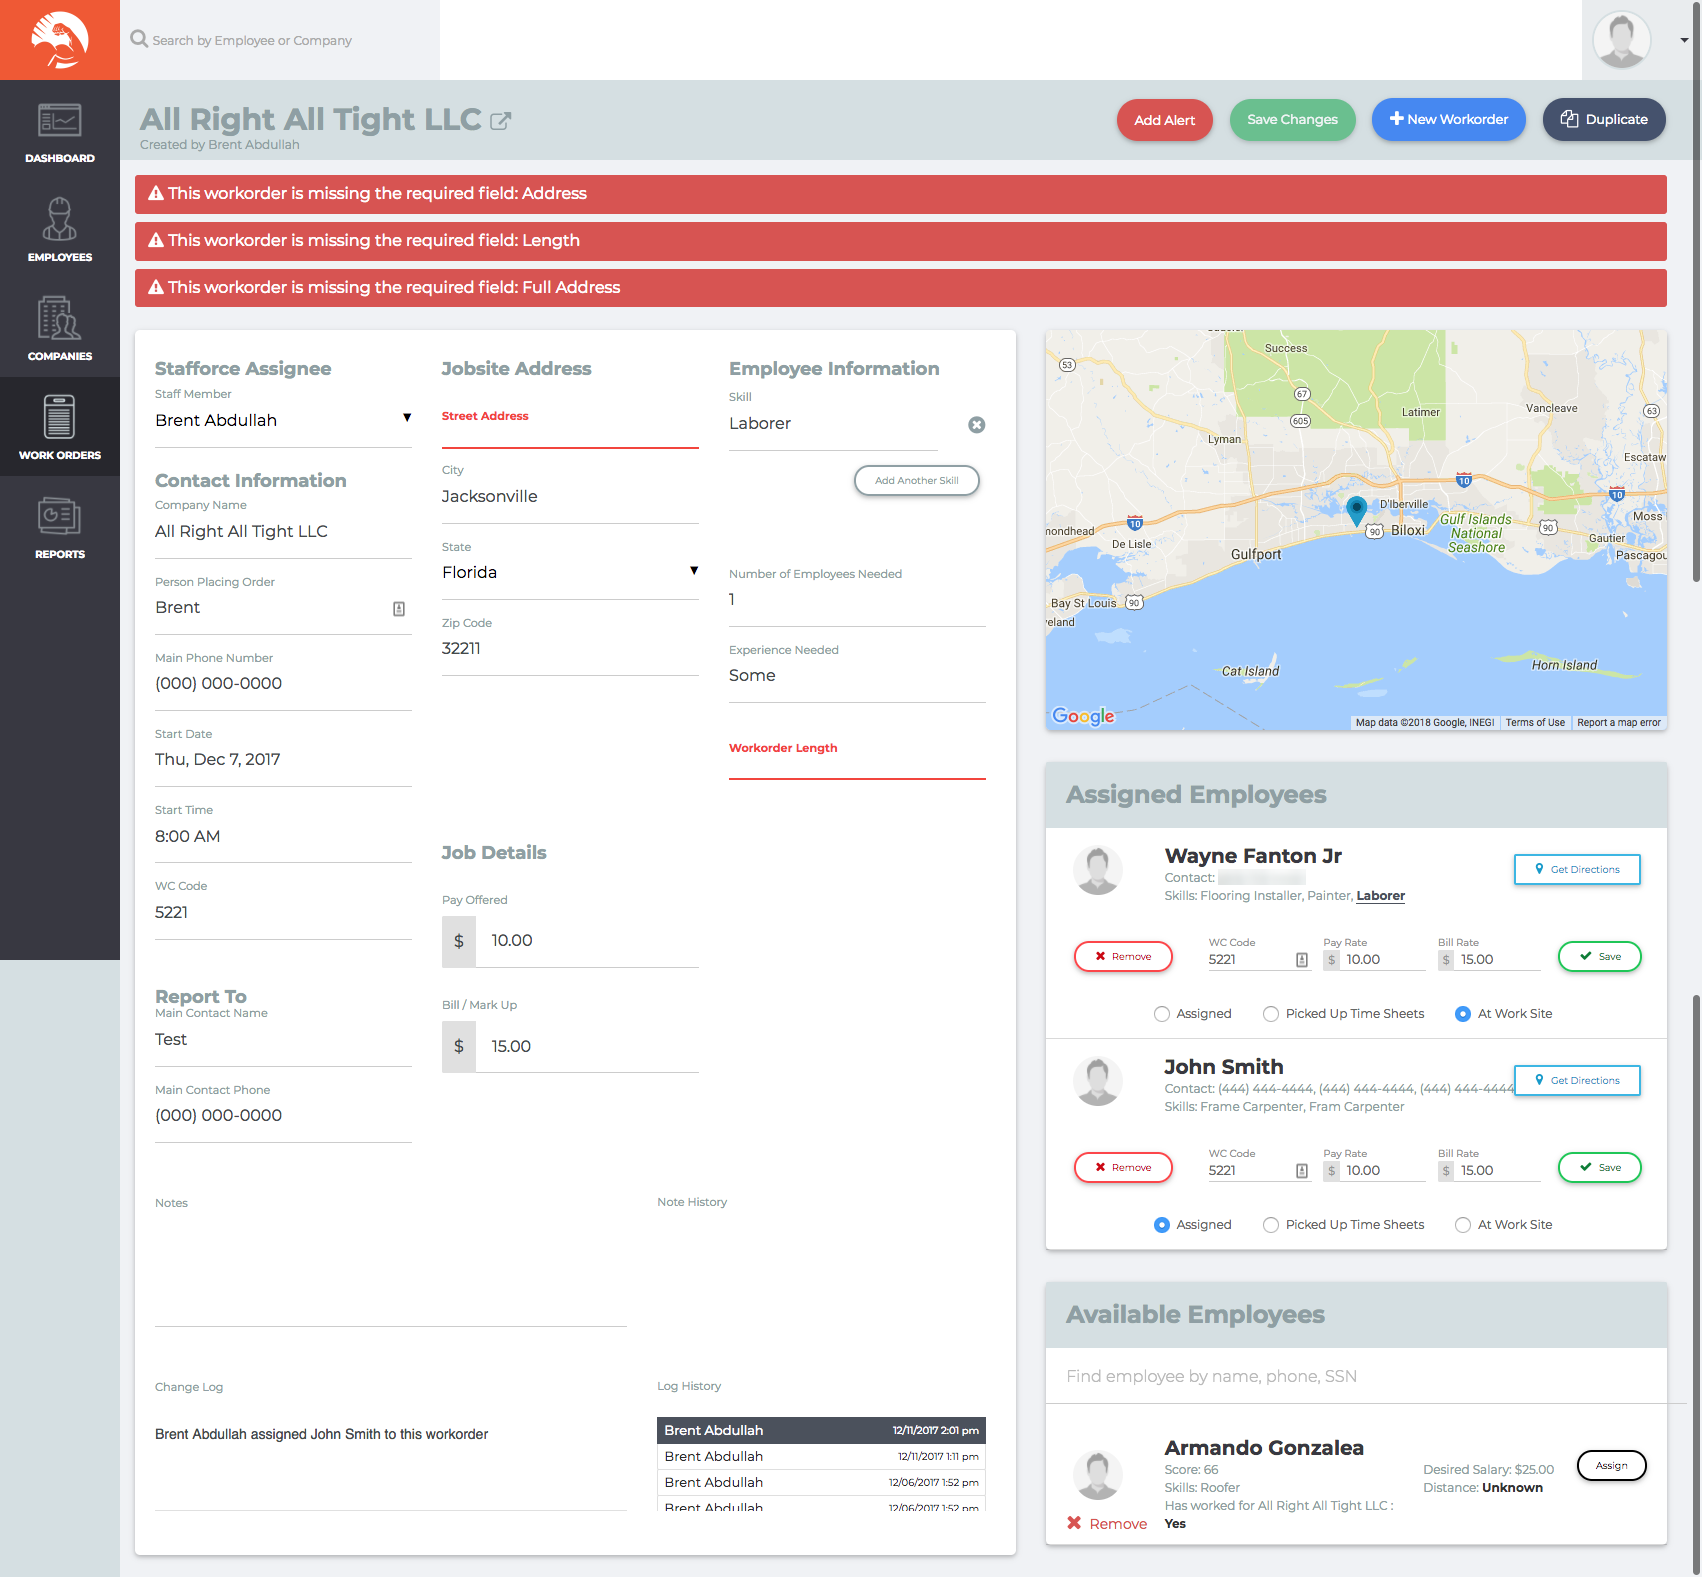 Search by Employee or Company
DASHBOARD
EMPLOYEES
COMPANIES
WORK ORDERS
REPORTS
All Right All Tight LLC
Created by Brent Abdullah
Add Alert
Save Changes
New Workorder
Duplicate
This workorder is missing the required field: Address
This workorder is missing the required field: Length
This workorder is missing the required field: Full Address
Stafforce Assignee
Staff Member
Brent Abdullah
Contact Information
Company Name
All Right All Tight LLC
Person Placing Order
Brent
Main Phone Number
(000) 000-0000
Start Date
Thu, Dec 7, 2017
Start Time
8:00 AM
WC Code
5221
Report To
Main Contact Name
Test
Main Contact Phone
(000) 000-0000
Jobsite Address
Street Address
City
Jacksonville
State
Florida
Zip Code
32211
Job Details
Pay Offered
$ 10.00
Bill / Mark Up
$ 15.00
Employee Information
Skill
Laborer
Add Another Skill
Number of Employees Needed
1
Experience Needed
Some
Workorder Length
Notes
Note History
Change Log
Brent Abdullah assigned John Smith to this workorder
Log History
Brent Abdullah 12/11/2017 2:01 pm
Brent Abdullah 12/11/2017 1:11 pm
Brent Abdullah 12/06/2017 1:52 pm
Brent Abdullah 12/06/2017 1:52 pm
Success
53
67
605
Latimer
Vancleave
63
Lyman
Escataw
10
10
10
D'Iberville
mondhead
De Lisle
90
Biloxi
Gulf Islands
National
Seashore
90
Moss
Gautier
Pascagou
Gulfport
Bay St Louis
90
eland
Cat Island
Horn Island
Google
Map data ©2018 Google, INEGI
Terms of Use
Report a map error
Assigned Employees
Wayne Fanton Jr
Contact:
Skills: Flooring Installer, Painter, Laborer
Get Directions
Remove
WC Code
5221
Pay Rate
$ 10.00
Bill Rate
$ 15.00
Save
Assigned
Picked Up Time Sheets
At Work Site
John Smith
Contact: (444) 444-4444, (444) 444-4444, (444) 444-4444
Skills: Frame Carpenter, Fram Carpenter
Get Directions
Remove
WC Code
5221
Pay Rate
$ 10.00
Bill Rate
$ 15.00
Save
Assigned
Picked Up Time Sheets
At Work Site
Available Employees
Find employee by name, phone, SSN
Armando Gonzalea
Score: 66
Skills: Roofer
Has worked for All Right All Tight LLC :
Yes
Desired Salary: $25.00
Distance: Unknown
Assign
Remove